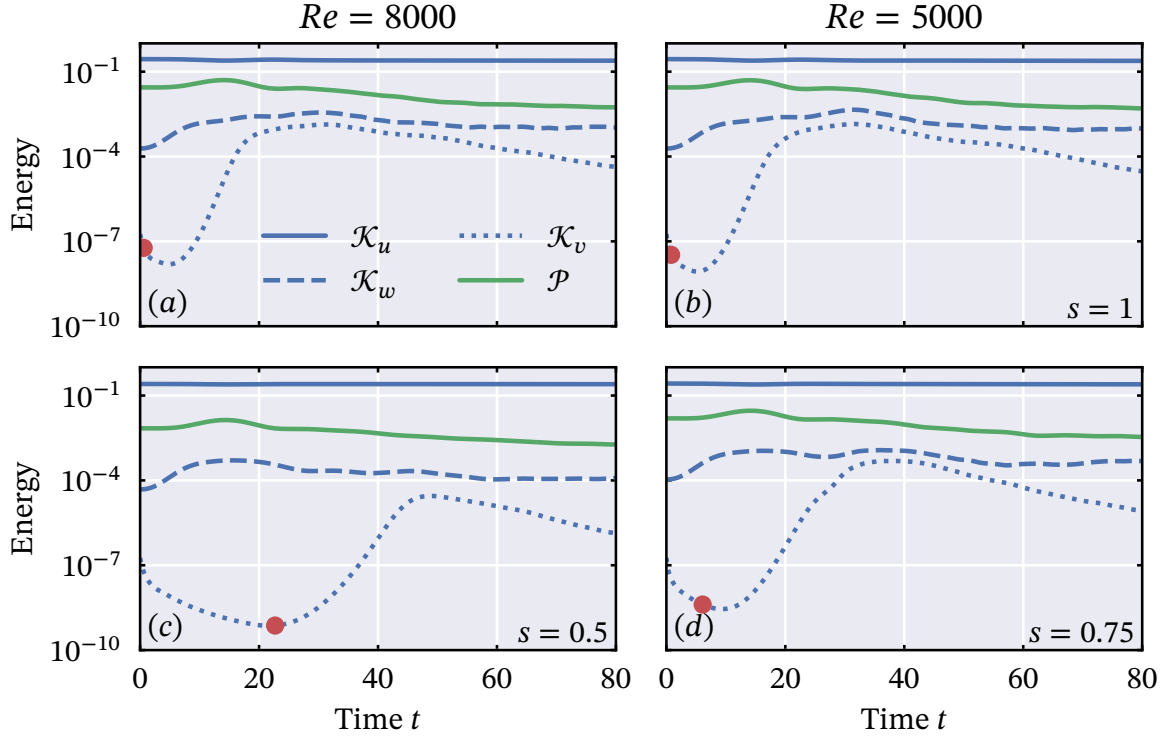 Re = 8000
Re = 5000
Energy
10⁻¹
10⁻⁴
10⁻⁷
10⁻¹⁰
𝒦ᵤ
𝒦_w
𝒦ᵥ
𝒫
(a)
(b)
s = 1
Energy
10⁻¹
10⁻⁴
10⁻⁷
10⁻¹⁰
(c)
s = 0.5
(d)
s = 0.75
0 20 40 60 80
0 20 40 60 80
Time t
Time t